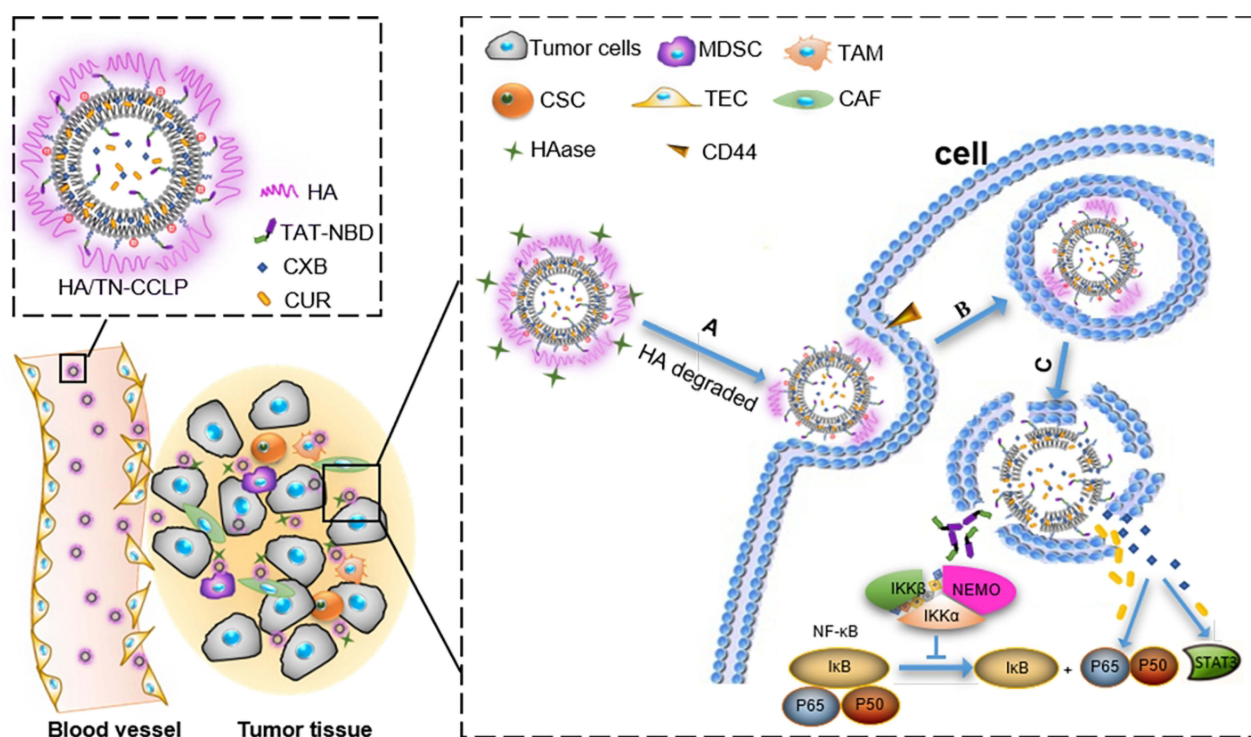 HA
TAT-NBD
CXB
CUR
HA/TN-CCLP
Blood vessel
Tumor tissue
Tumor cells
MDSC
TAM
CSC
TEC
CAF
HAase
CD44
cell
A
HA degraded
B
C
IKKβ
NEMO
IKKα
NF-κB
IκB
P65
P50
IκB
+
P65
P50
STAT3